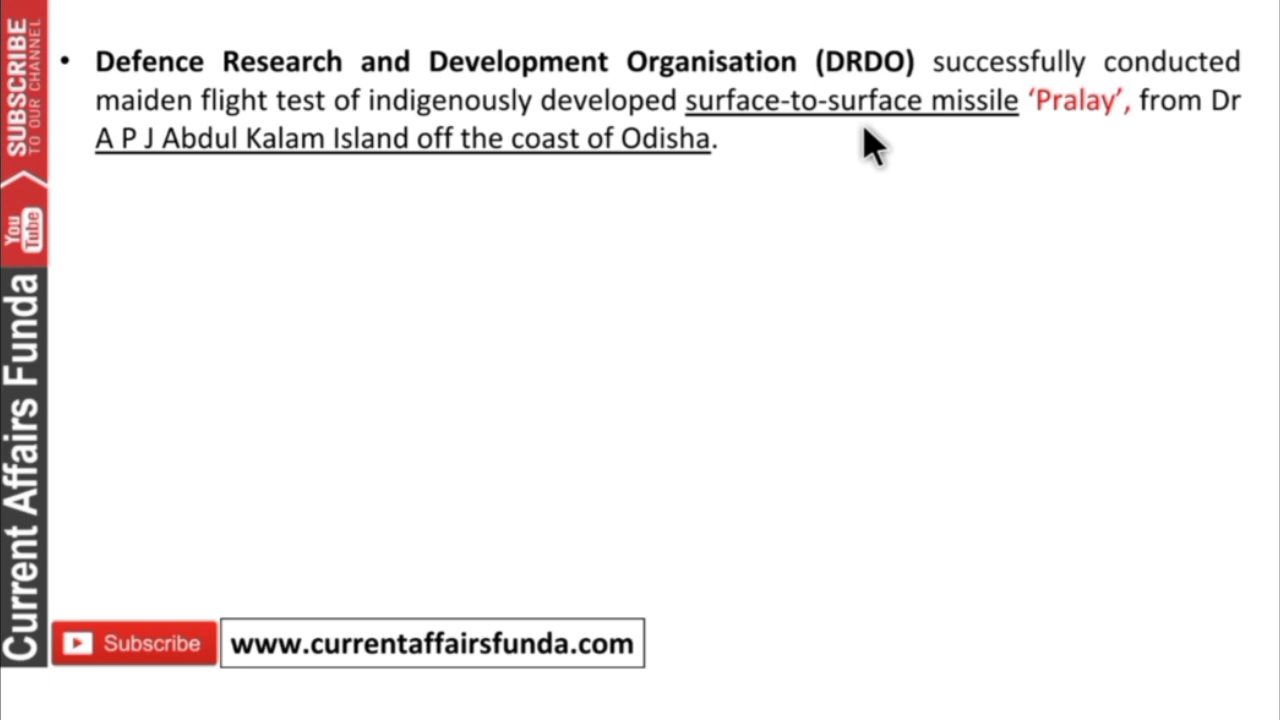 • Defence Research and Development Organisation (DRDO) successfully conducted
maiden flight test of indigenously developed surface-to-surface missile ‘Pralay’, from Dr
A P J Abdul Kalam Island off the coast of Odisha.
SUBSCRIBE
TO OUR CHANNEL
You
Tube
Current Affairs Funda
Subscribe
www.currentaffairsfunda.com